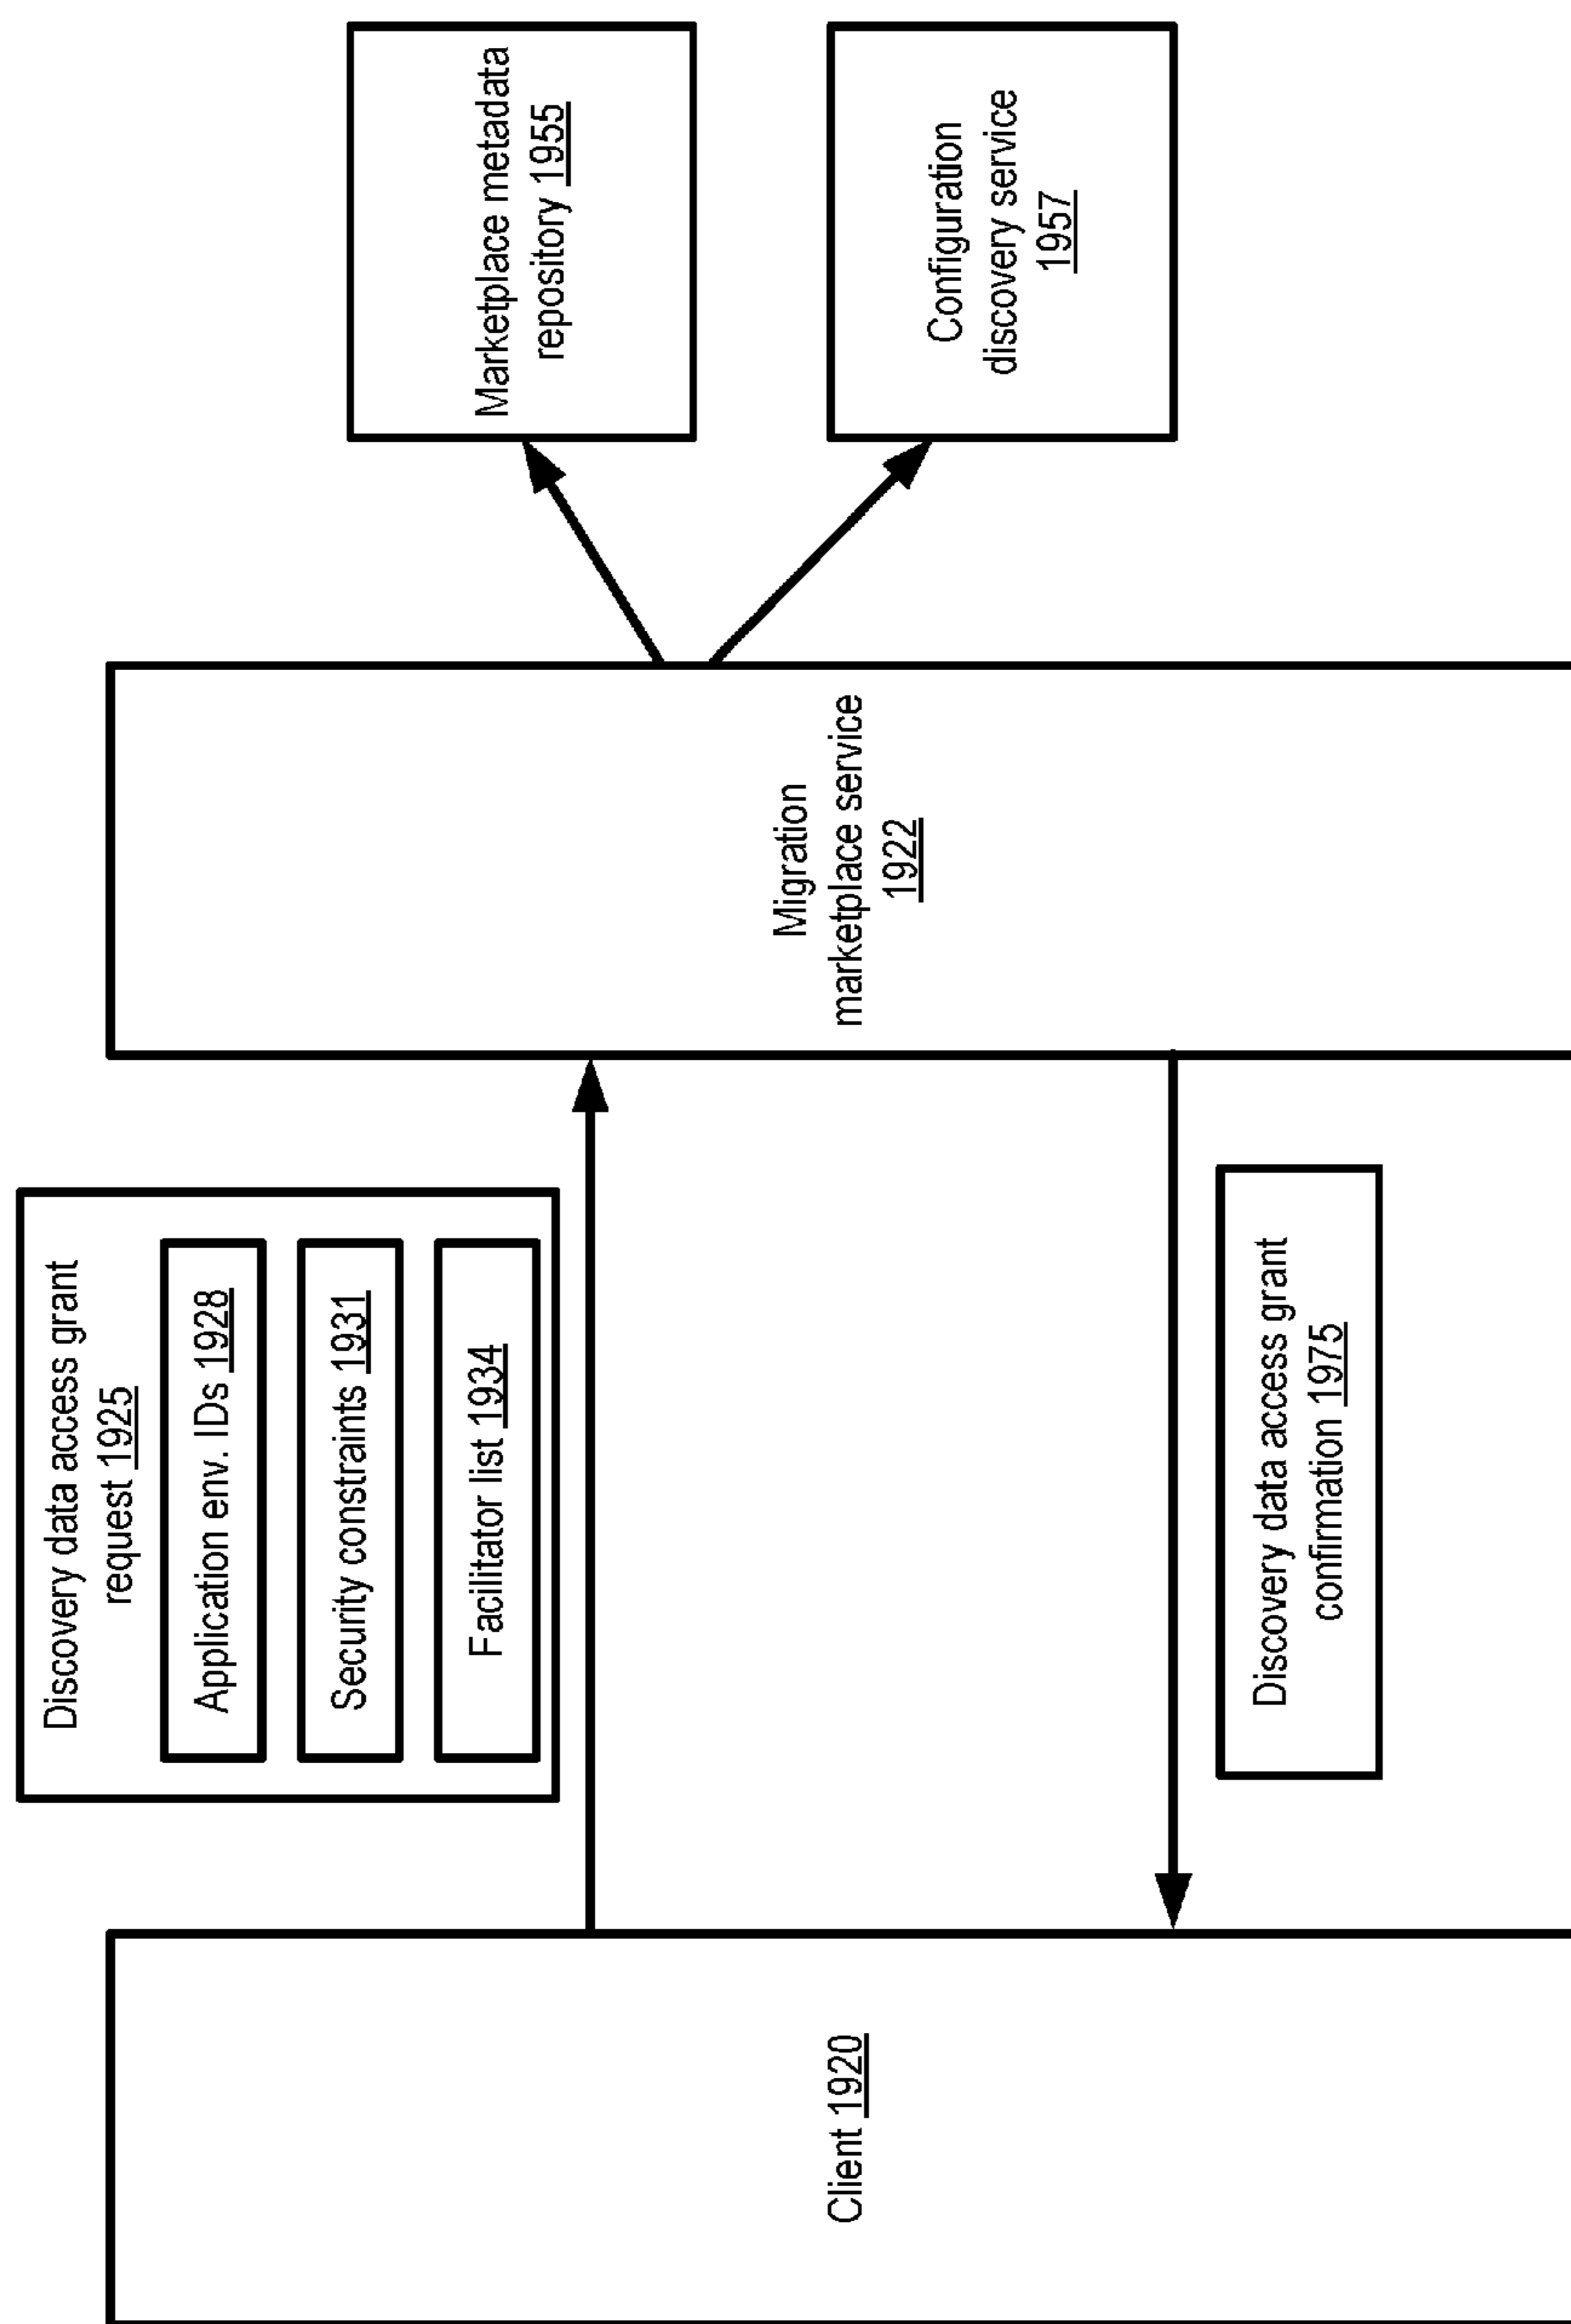 Discovery data access grant
request 1925
Application env. IDs 1928
Security constraints 1931
Facilitator list 1934
Client 1920
Migration
marketplace service
1922
Marketplace metadata
repository 1955
Configuration
discovery service
1957
Discovery data access grant
confirmation 1975